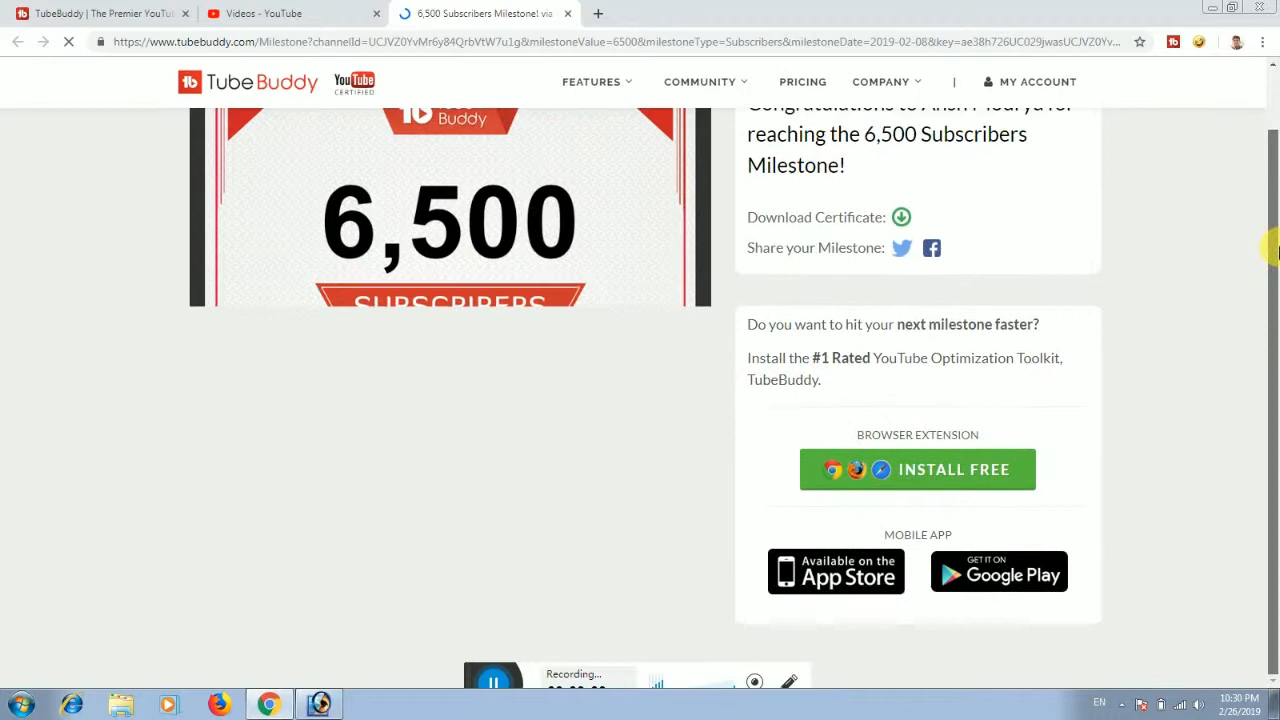 TubeBuddy | The Premier YouTu
Videos - YouTube
6,500 Subscribers Milestone! via
https://www.tubebuddy.com/Milestone?channelId=UCJVZ0YvMr6y84QrbVtW7u1g&milestoneValue=6500&milestoneType=Subscribers&milestoneDate=2019-02-08&key=ae38h726UC029jwasUCJVZ0Yv...
TubeBuddy
YouTube
CERTIFIED
FEATURES
COMMUNITY
PRICING
COMPANY
|
MY ACCOUNT
Buddy
6,500
SUBSCRIBERS
reaching the 6,500 Subscribers
Milestone!
Download Certificate:
Share your Milestone:
Do you want to hit your next milestone faster?
Install the #1 Rated YouTube Optimization Toolkit,
TubeBuddy.
BROWSER EXTENSION
INSTALL FREE
MOBILE APP
Available on the
App Store
GET IT ON
Google Play
Recording...
EN
10:30 PM
2/26/2019